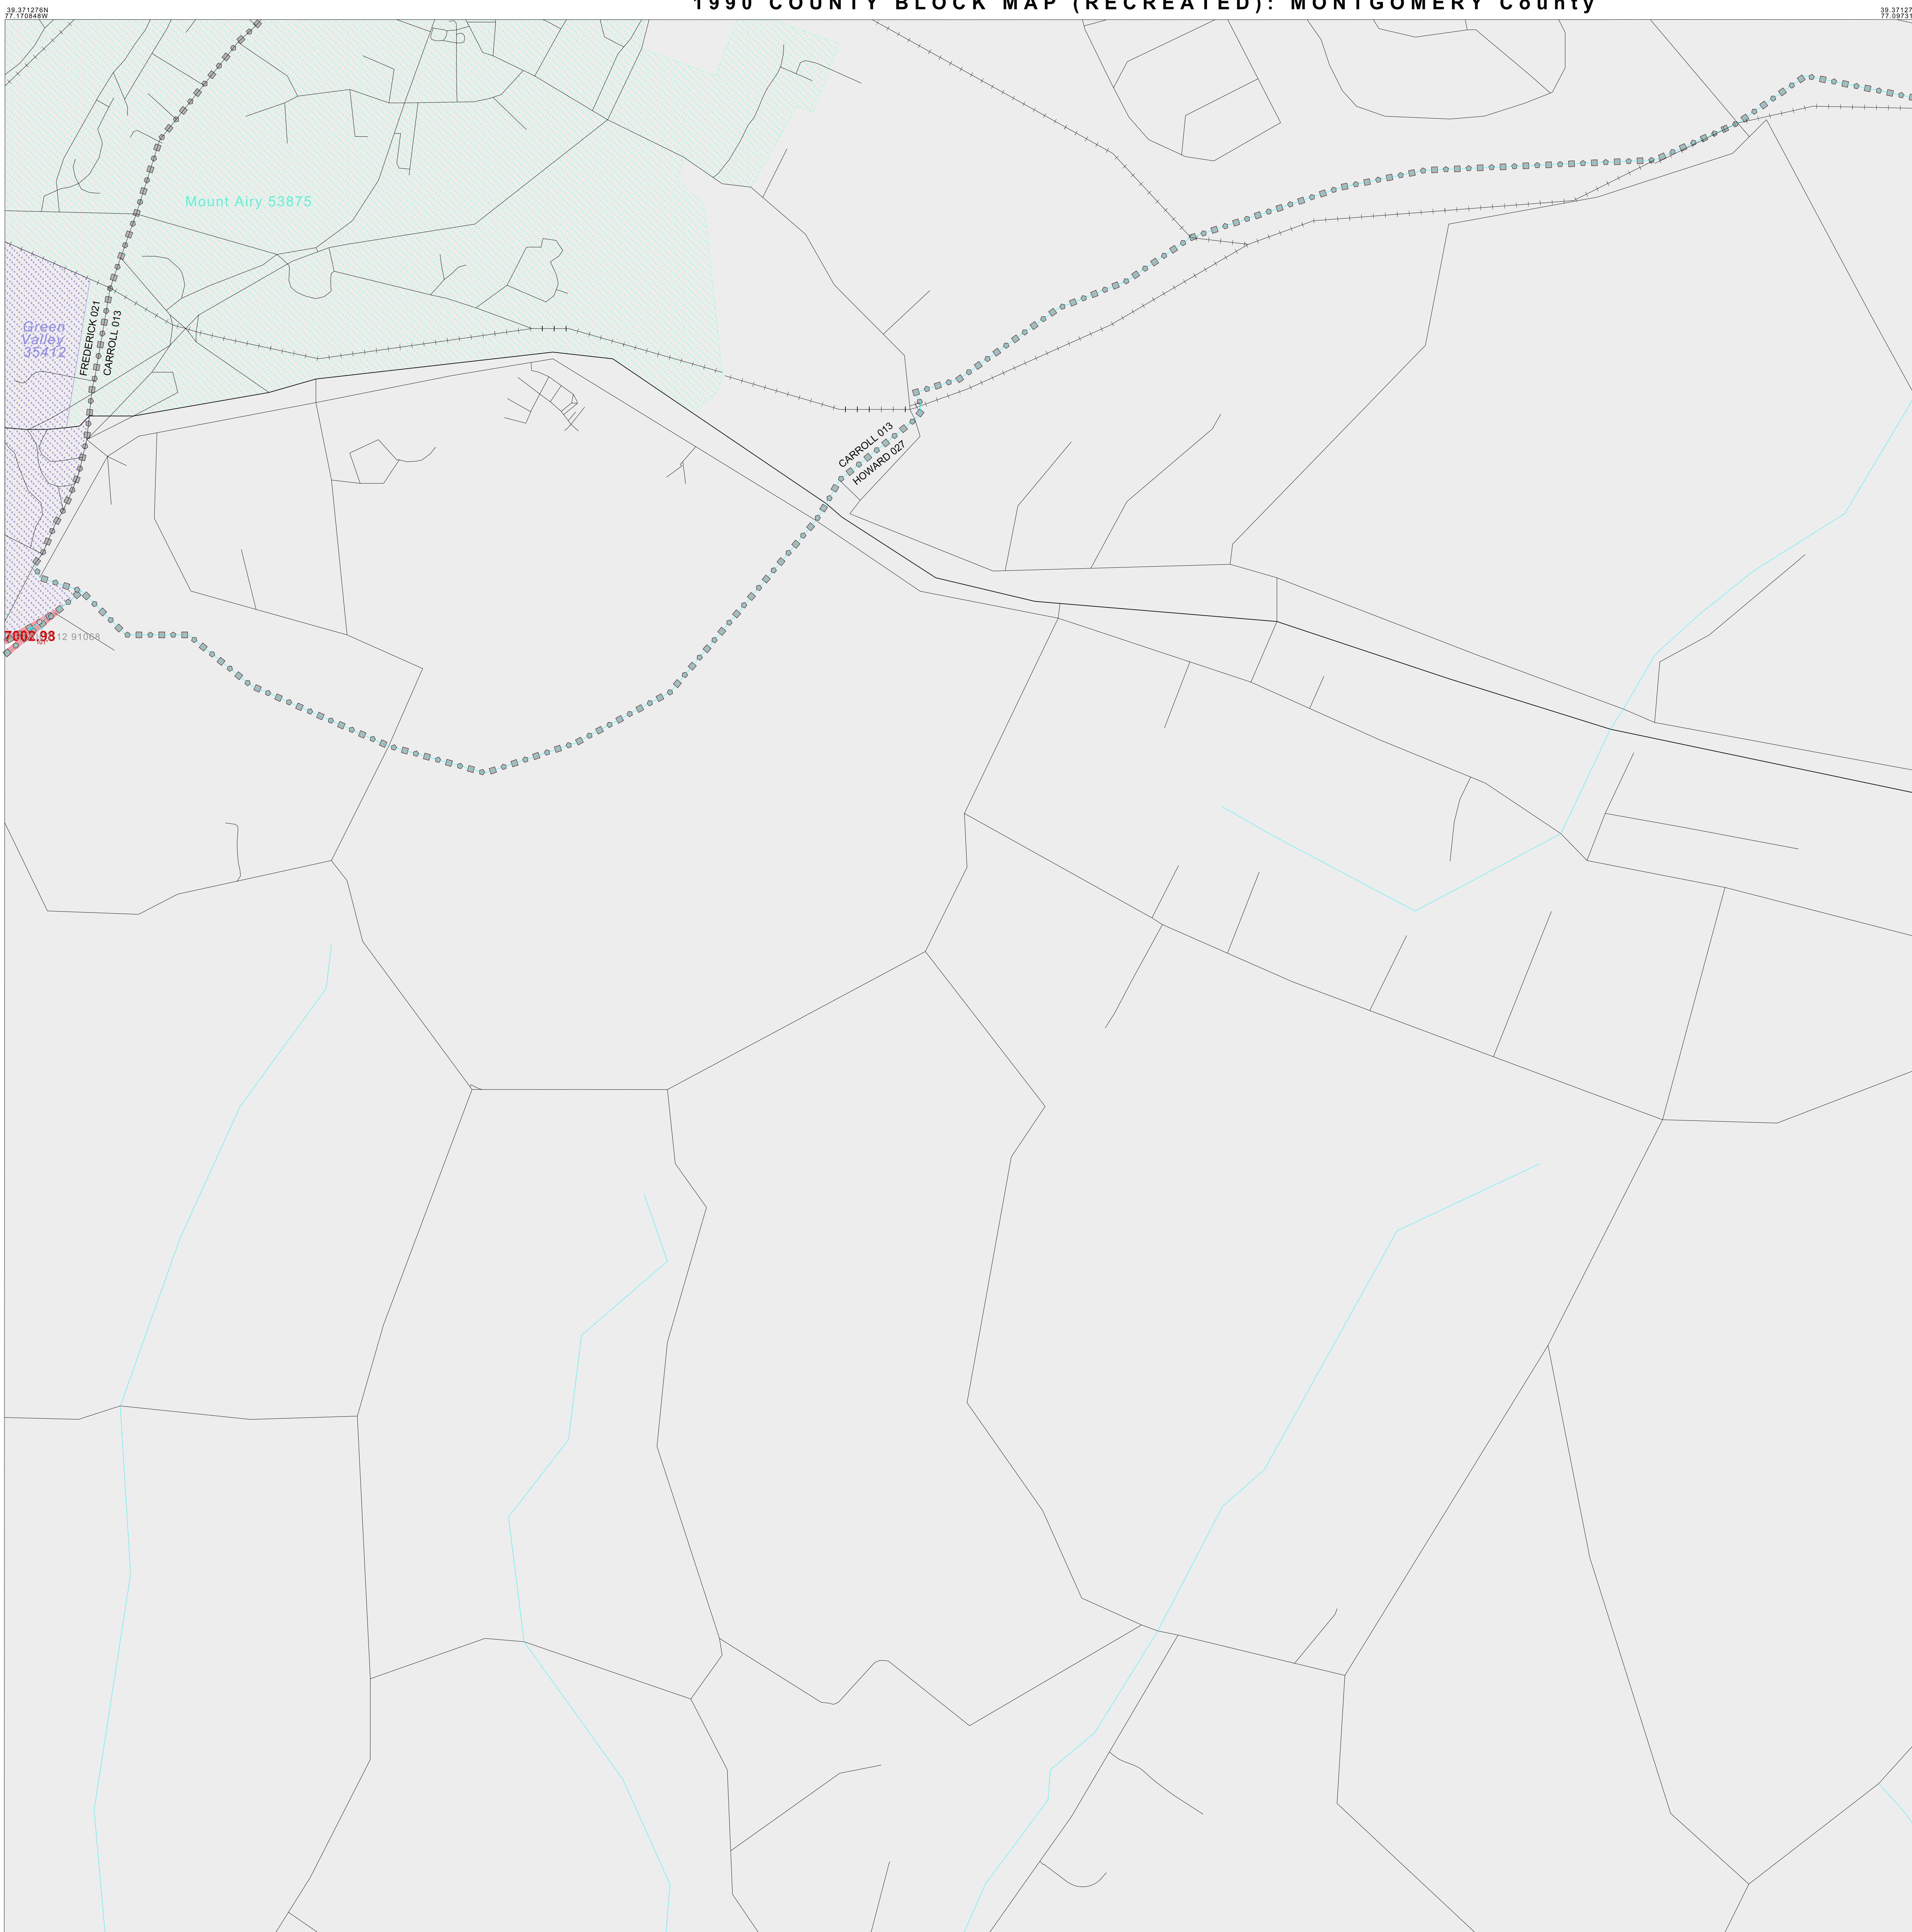 1990 COUNTY BLOCK MAP (RECREATED): MONTGOMERY County
39.371276N
77.170848W
39.37127
77.09731
Mount Airy 53875
Green
Valley
35412
FREDERICK 021
CARROLL 013
CARROLL 013
HOWARD 027
7002.98
12 91068